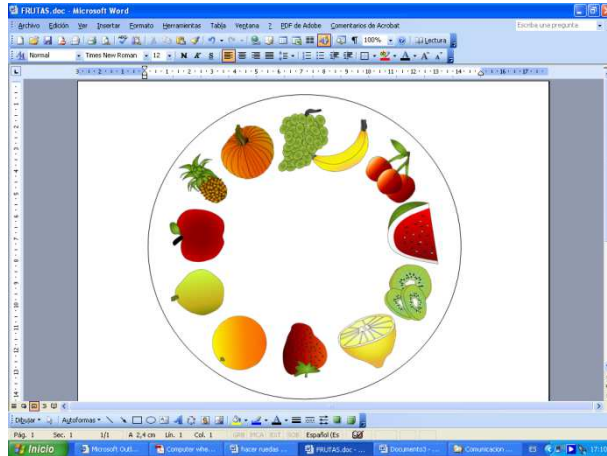 FRUTAS.doc - Microsoft Word
Archivo Edición Ver Insertar Formato Herramientas Tabla Ventana ? PDF de Adobe Comentarios de Acrobat Escriba una pregunta
100% Lectura
Normal Times New Roman 12 N K S
Dibujar Autoformas
Pág. 1 Sec. 1 1/1 A 2,4 cm Lín. 1 Col. 1 GRB MCA EXT SOB Español (Es
Inicio Microsoft Outl... Computer whe... hacer ruedas ... FRUTAS.doc -... Documento3 -... Comunicacion 17:10